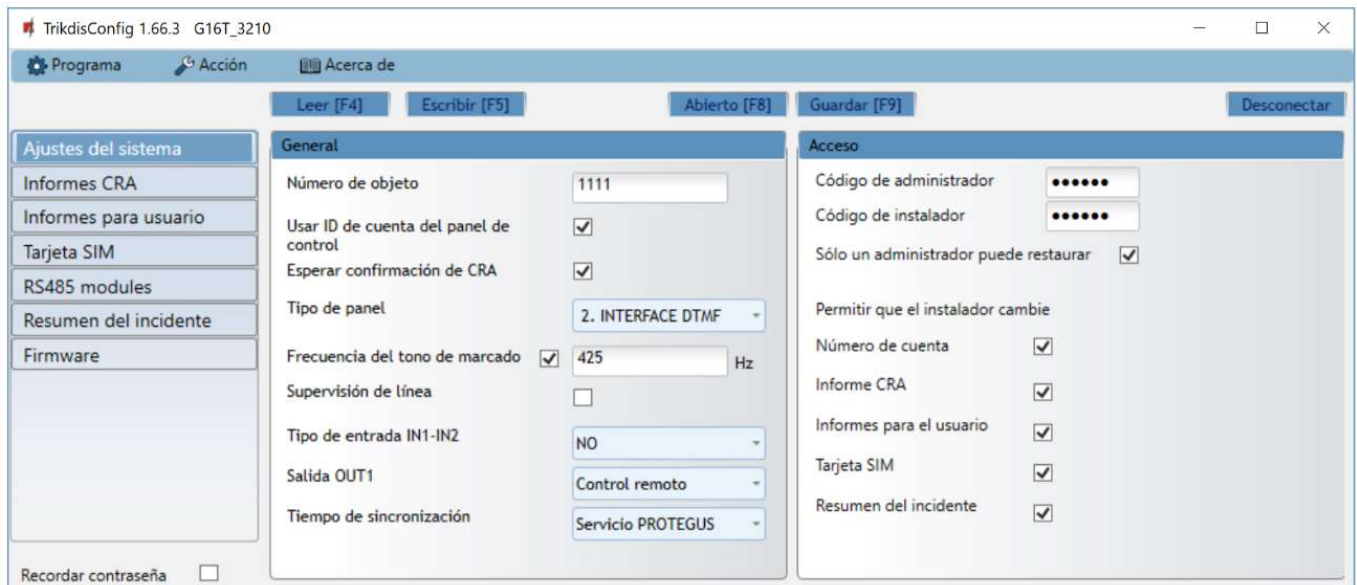 TrikdisConfig 1.66.3 G16T_3210
Programa Acción Acerca de
Leer [F4] Escribir [F5] Abierto [F8] Guardar [F9] Desconectar
Ajustes del sistema
Informes CRA
Informes para usuario
Tarjeta SIM
RS485 modules
Resumen del incidente
Firmware
Recordar contraseña
General
Número de objeto 1111
Usar ID de cuenta del panel de
control
Esperar confirmación de CRA
Tipo de panel 2. INTERFACE DTMF
Frecuencia del tono de marcado 425 Hz
Supervisión de línea
Tipo de entrada IN1-IN2 NO
Salida OUT1 Control remoto
Tiempo de sincronización Servicio PROTEGUS
Acceso
Código de administrador ••••••
Código de instalador ••••••
Sólo un administrador puede restaurar
Permitir que el instalador cambie
Número de cuenta
Informe CRA
Informes para el usuario
Tarjeta SIM
Resumen del incidente